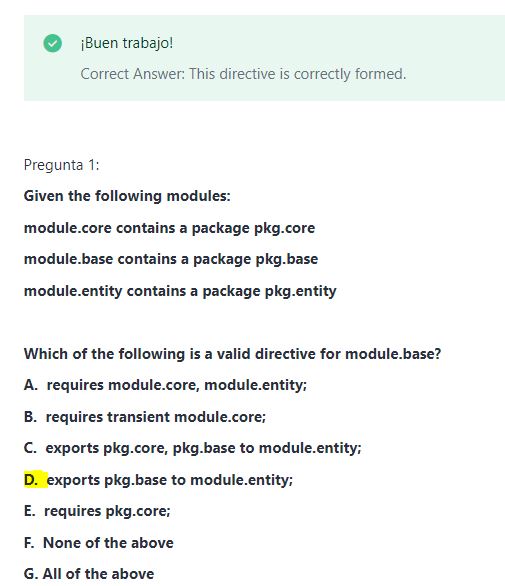 ¡Buen trabajo!
Correct Answer: This directive is correctly formed.
Pregunta 1:
Given the following modules:
module.core contains a package pkg.core
module.base contains a package pkg.base
module.entity contains a package pkg.entity
Which of the following is a valid directive for module.base?
A. requires module.core, module.entity;
B. requires transient module.core;
C. exports pkg.core, pkg.base to module.entity;
D. exports pkg.base to module.entity;
E. requires pkg.core;
F. None of the above
G. All of the above